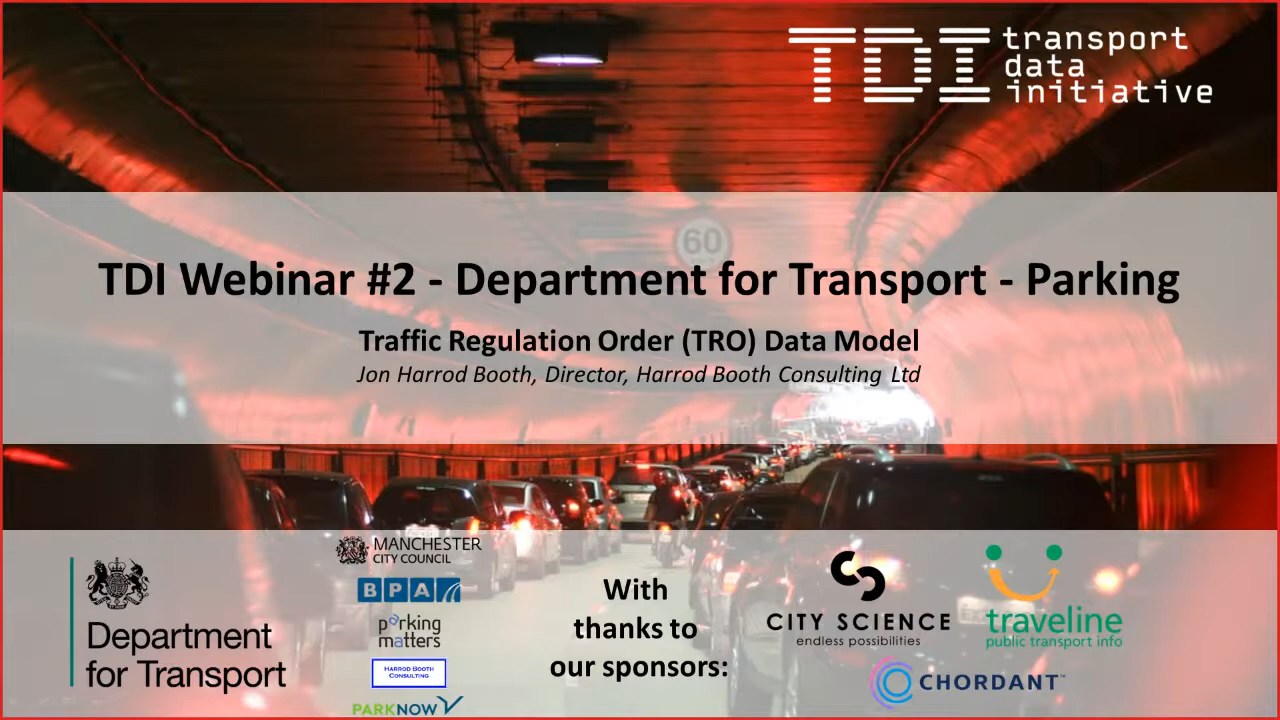 TDI transport
data
initiative
60
TDI Webinar #2 - Department for Transport - Parking
Traffic Regulation Order (TRO) Data Model
Jon Harrod Booth, Director, Harrod Booth Consulting Ltd
Department
for Transport
MANCHESTER
CITY COUNCIL
BPA
parking
matters
HARROD BOOTH
CONSULTING
PARKNOW
With
thanks to
our sponsors:
CITY SCIENCE
endless possibilities
traveline
public transport info
CHORDANT™